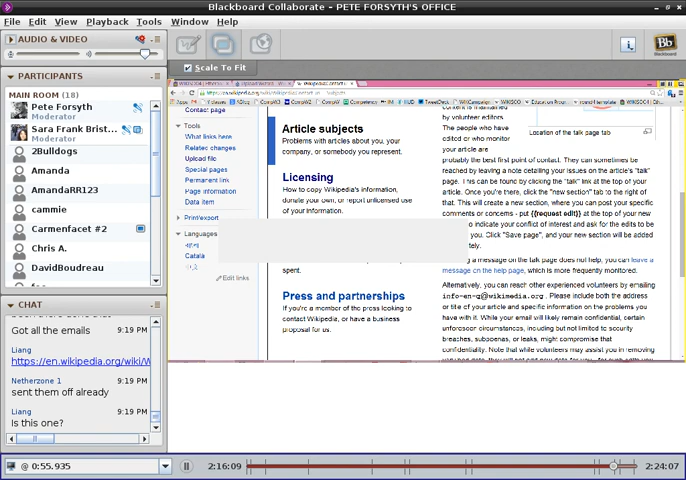 Blackboard Collaborate - PETE FORSYTH'S OFFICE
File Edit View Playback Tools Window Help
AUDIO & VIDEO
Scale To Fit
PARTICIPANTS
MAIN ROOM (18)
Pete Forsyth
Moderator
Sara Frank Brist...
Moderator
2Bulldogs
Amanda
AmandaRR123
cammie
Carmenfacet #2
Chris A.
DavidBoudreau
CHAT
Got all the emails 9:19 PM
Liang
https://en.wikipedia.org/wiki/W
Netherzone 1 9:19 PM
sent them off already
Liang 9:19 PM
Is this one?
Contact page
Tools
What links here
Related changes
Upload file
Special pages
Permanent link
Page information
Data item
Print/export
Languages
Català
Edit links
Article subjects
Problems with articles about you, your
company, or somebody you represent.
Licensing
How to copy Wikipedia's information,
donate your own, or report unlicensed use
of your information.
spent.
Press and partnerships
If you're a member of the press looking to
contact Wikipedia, or have a business
proposal for us.
by volunteer editors.
The people who have
edited or who monitor
your article are
Location of the talk page tab
probably the best first point of contact. They can sometimes be
reached by leaving a note detailing your issues on the article's "talk"
page. This can be found by clicking the "talk" link at the top of your
article. Once you're there, click the "new section" tab to the right of
that. This will create a new section, where you can post your specific
comments or concerns - put {{request edit}} at the top of your new
to indicate your conflict of interest and ask for the edits to be
you. Click "Save page", and your new section will be added
a message on the talk page does not help, you can leave a
message on the help page, which is more frequently monitored.
Alternatively, you can reach other experienced volunteers by emailing
info-en-q@wikimedia.org. Please include both the address
or title of your article and specific information on the problems you
have with it. While your email will likely remain confidential, certain
unforeseen circumstances, including but not limited to security
breaches, subpoenas, or leaks, might compromise that
confidentiality. Note that while volunteers may assist you in removing
@ 0:55.935
2:16:09
2:24:07